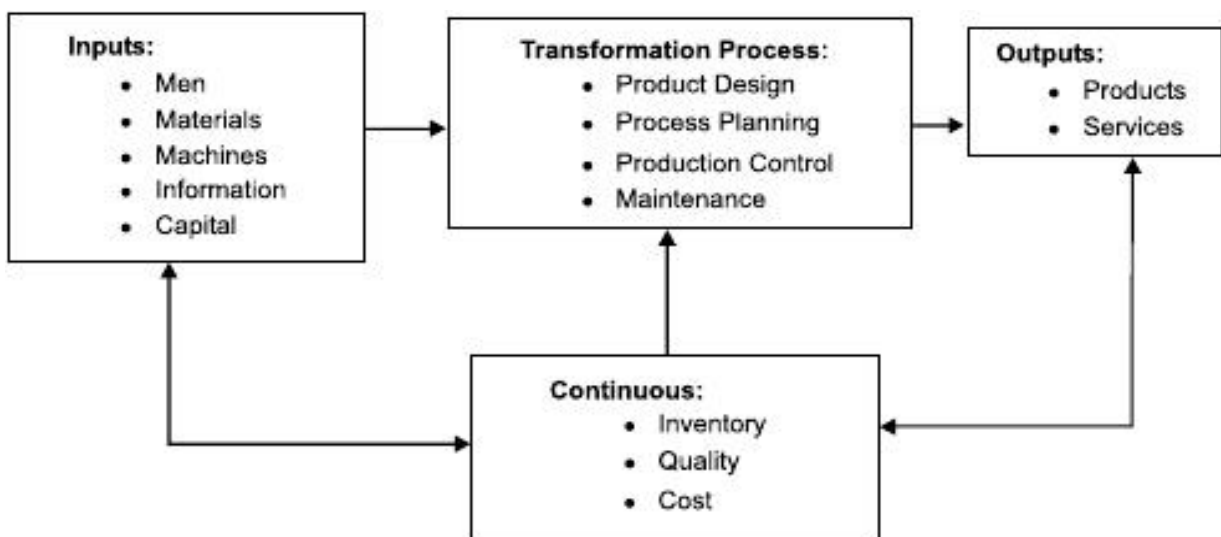 Inputs:
• Men
• Materials
• Machines
• Information
• Capital
Transformation Process:
• Product Design
• Process Planning
• Production Control
• Maintenance
Outputs:
• Products
• Services
Continuous:
• Inventory
• Quality
• Cost